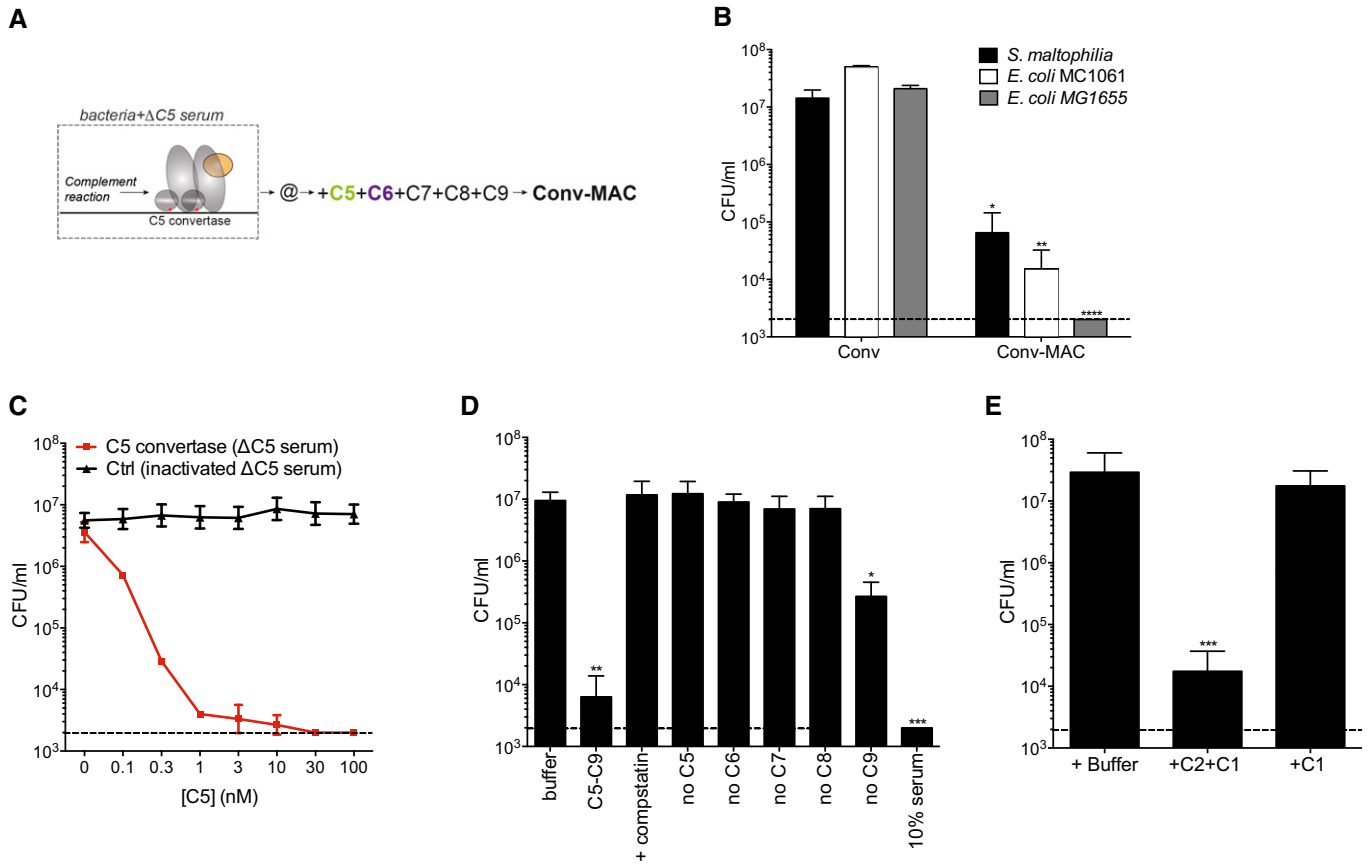 A
bacteria+ΔC5 serum
Complement
reaction
C5 convertase
@ +C5+C6+C7+C8+C9 Conv-MAC
B
10⁸
10⁷
10⁶
10⁵
10⁴
10³
CFU/ml
S. maltophilia
E. coli MC1061
E. coli MG1655
*
**
****
Conv
Conv-MAC
C
10⁸
10⁷
10⁶
10⁵
10⁴
10³
CFU/ml
C5 convertase (ΔC5 serum)
Ctrl (inactivated ΔC5 serum)
0 0.1 0.3 1 3 10 30 100
[C5] (nM)
D
10⁸
10⁷
10⁶
10⁵
10⁴
10³
CFU/ml
**
*
***
buffer
C5-C9
+ compstatin
no C5
no C6
no C7
no C8
no C9
10% serum
E
10⁸
10⁷
10⁶
10⁵
10⁴
10³
CFU/ml
***
+ Buffer
+C2+C1
+C1